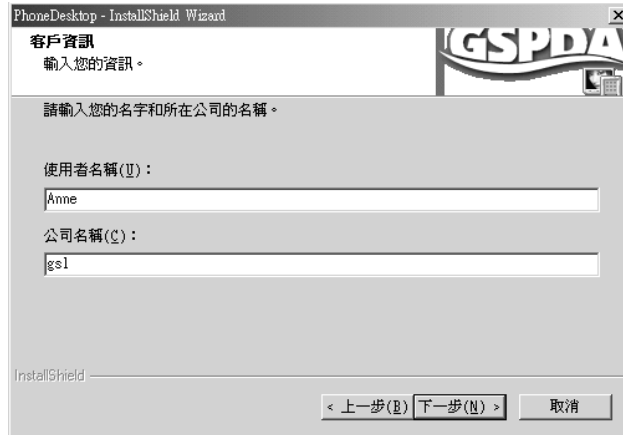 PhoneDesktop - InstallShield Wizard
客戶資訊
輸入您的資訊。
GSPDA
請輸入您的名字和所在公司的名稱。
使用者名稱(U)：
Anne
公司名稱(C)：
gsl
InstallShield
< 上一步(B) 下一步(N) > 取消